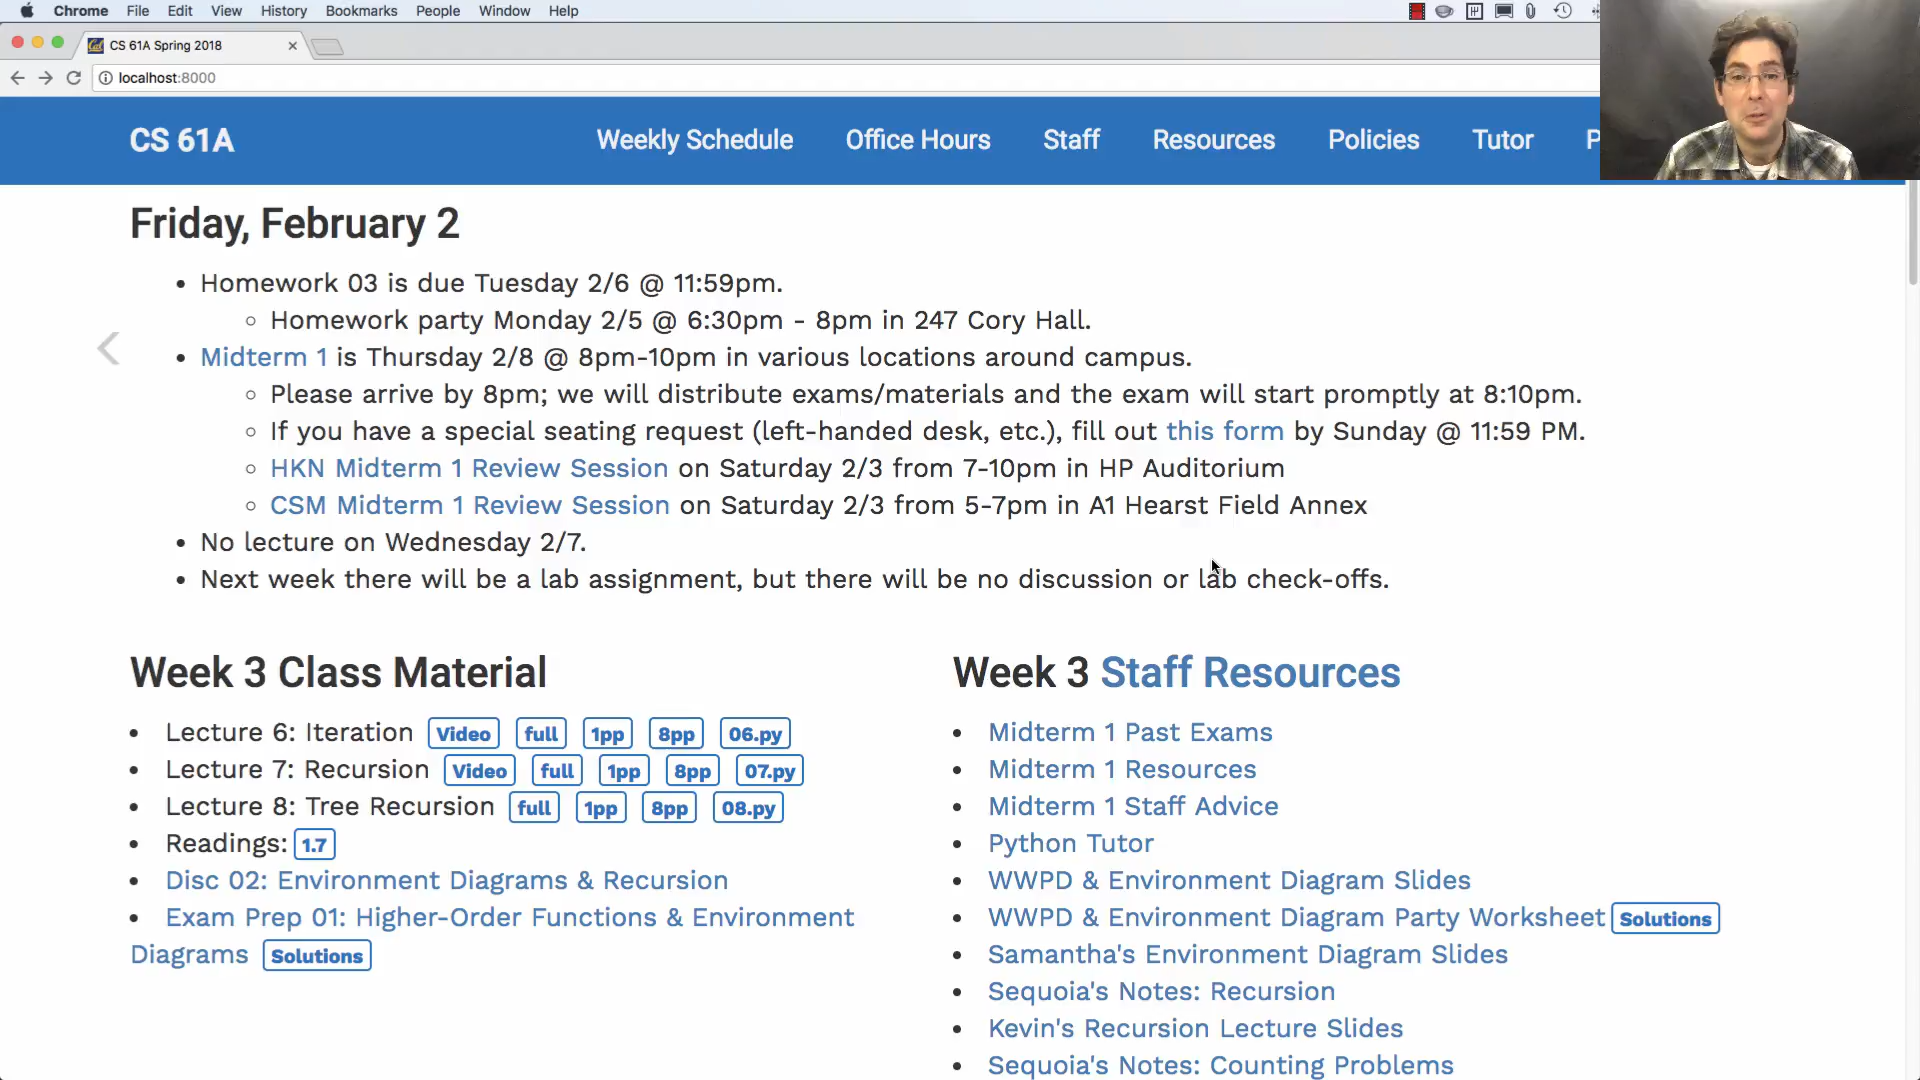 Chrome File Edit View History Bookmarks People Window Help
CS 61A Spring 2018
localhost:8000
CS 61A Weekly Schedule Office Hours Staff Resources Policies Tutor P
Friday, February 2
• Homework 03 is due Tuesday 2/6 @ 11:59pm.
◦ Homework party Monday 2/5 @ 6:30pm - 8pm in 247 Cory Hall.
• Midterm 1 is Thursday 2/8 @ 8pm-10pm in various locations around campus.
◦ Please arrive by 8pm; we will distribute exams/materials and the exam will start promptly at 8:10pm.
◦ If you have a special seating request (left-handed desk, etc.), fill out this form by Sunday @ 11:59 PM.
◦ HKN Midterm 1 Review Session on Saturday 2/3 from 7-10pm in HP Auditorium
◦ CSM Midterm 1 Review Session on Saturday 2/3 from 5-7pm in A1 Hearst Field Annex
• No lecture on Wednesday 2/7.
• Next week there will be a lab assignment, but there will be no discussion or lab check-offs.
Week 3 Class Material
• Lecture 6: Iteration Video full 1pp 8pp 06.py
• Lecture 7: Recursion Video full 1pp 8pp 07.py
• Lecture 8: Tree Recursion full 1pp 8pp 08.py
• Readings: 1.7
• Disc 02: Environment Diagrams & Recursion
• Exam Prep 01: Higher-Order Functions & Environment
Diagrams Solutions
Week 3 Staff Resources
• Midterm 1 Past Exams
• Midterm 1 Resources
• Midterm 1 Staff Advice
• Python Tutor
• WWPD & Environment Diagram Slides
• WWPD & Environment Diagram Party Worksheet Solutions
• Samantha's Environment Diagram Slides
• Sequoia's Notes: Recursion
• Kevin's Recursion Lecture Slides
• Sequoia's Notes: Counting Problems